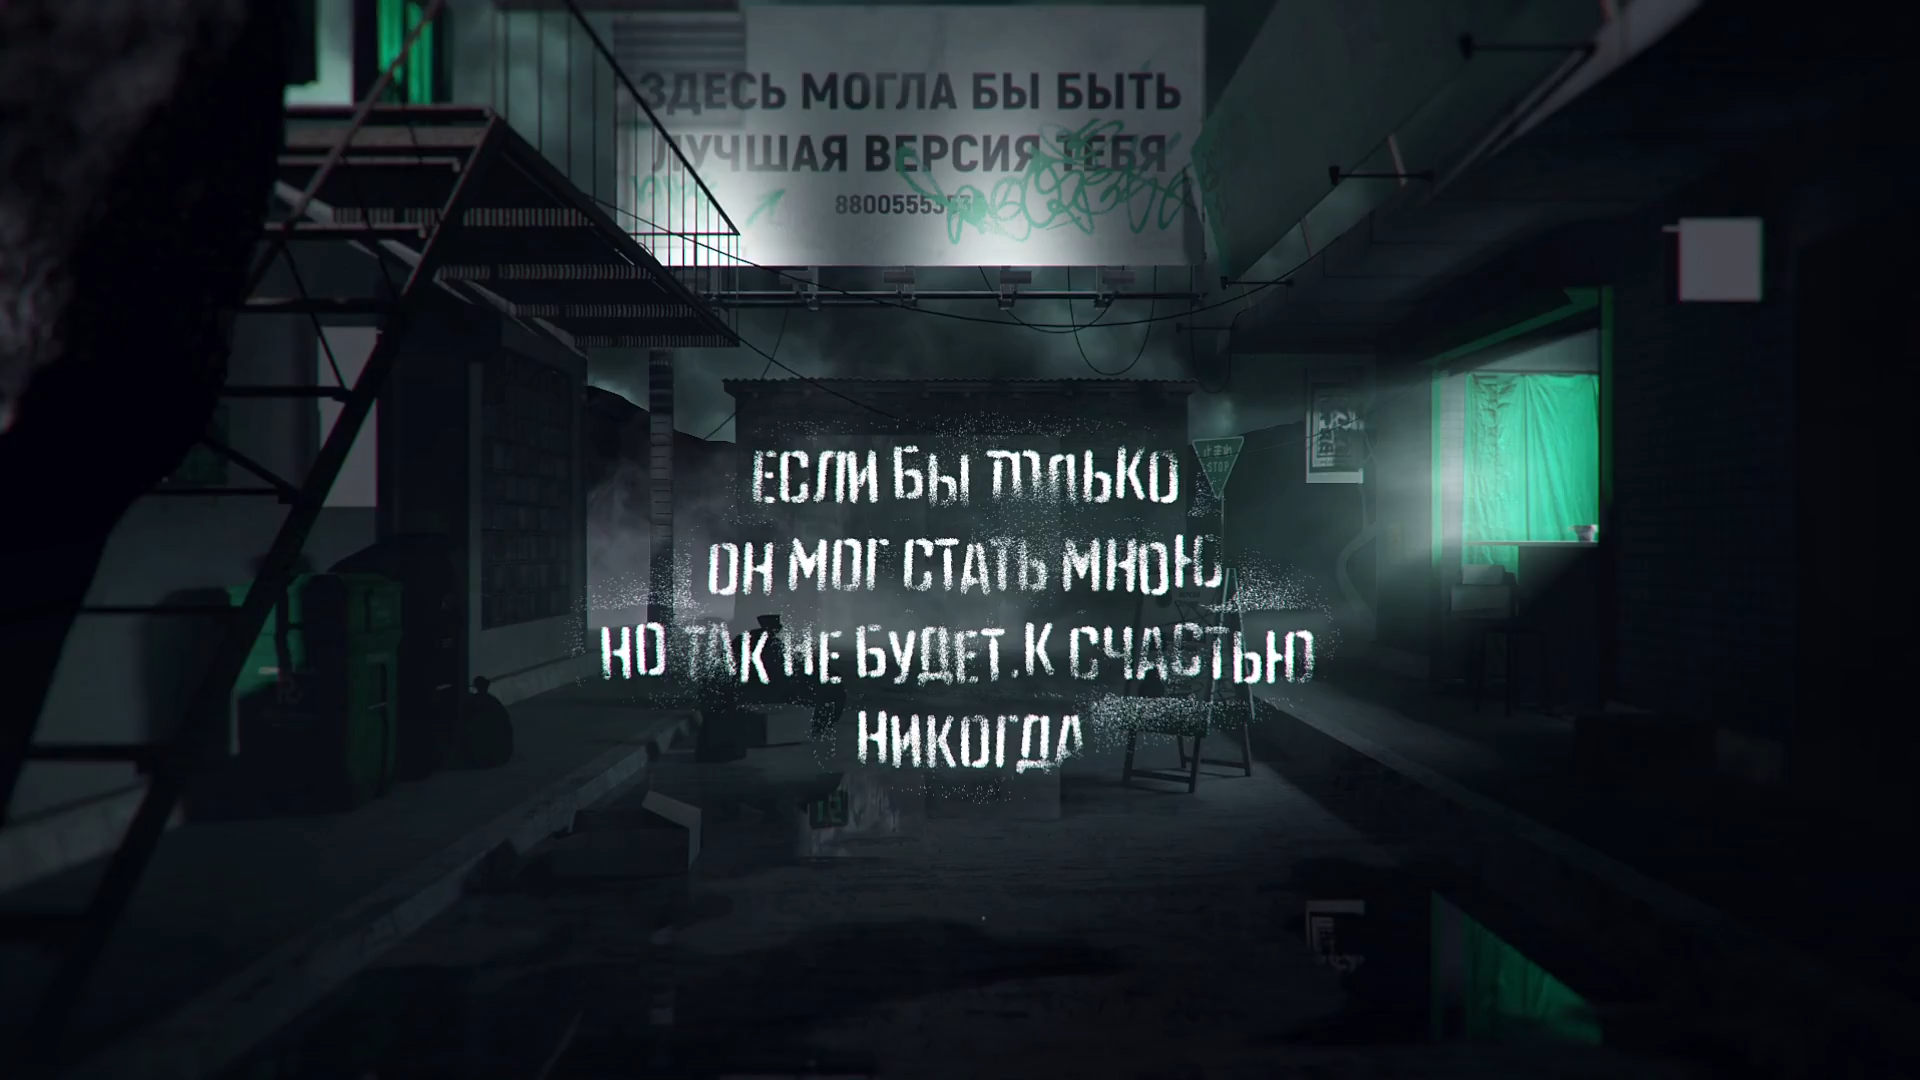 ЗДЕСЬ МОГЛА БЫ БЫТЬ
ЛУЧШАЯ ВЕРСИЯ ТЕБЯ
ЕСЛИ БЫ ТОЛЬКО
ОН МОГ СТАТЬ МНОЮ
НО ТАК НЕ БУДЕТ. К СЧАСТЬЮ
НИКОГДА
STOP